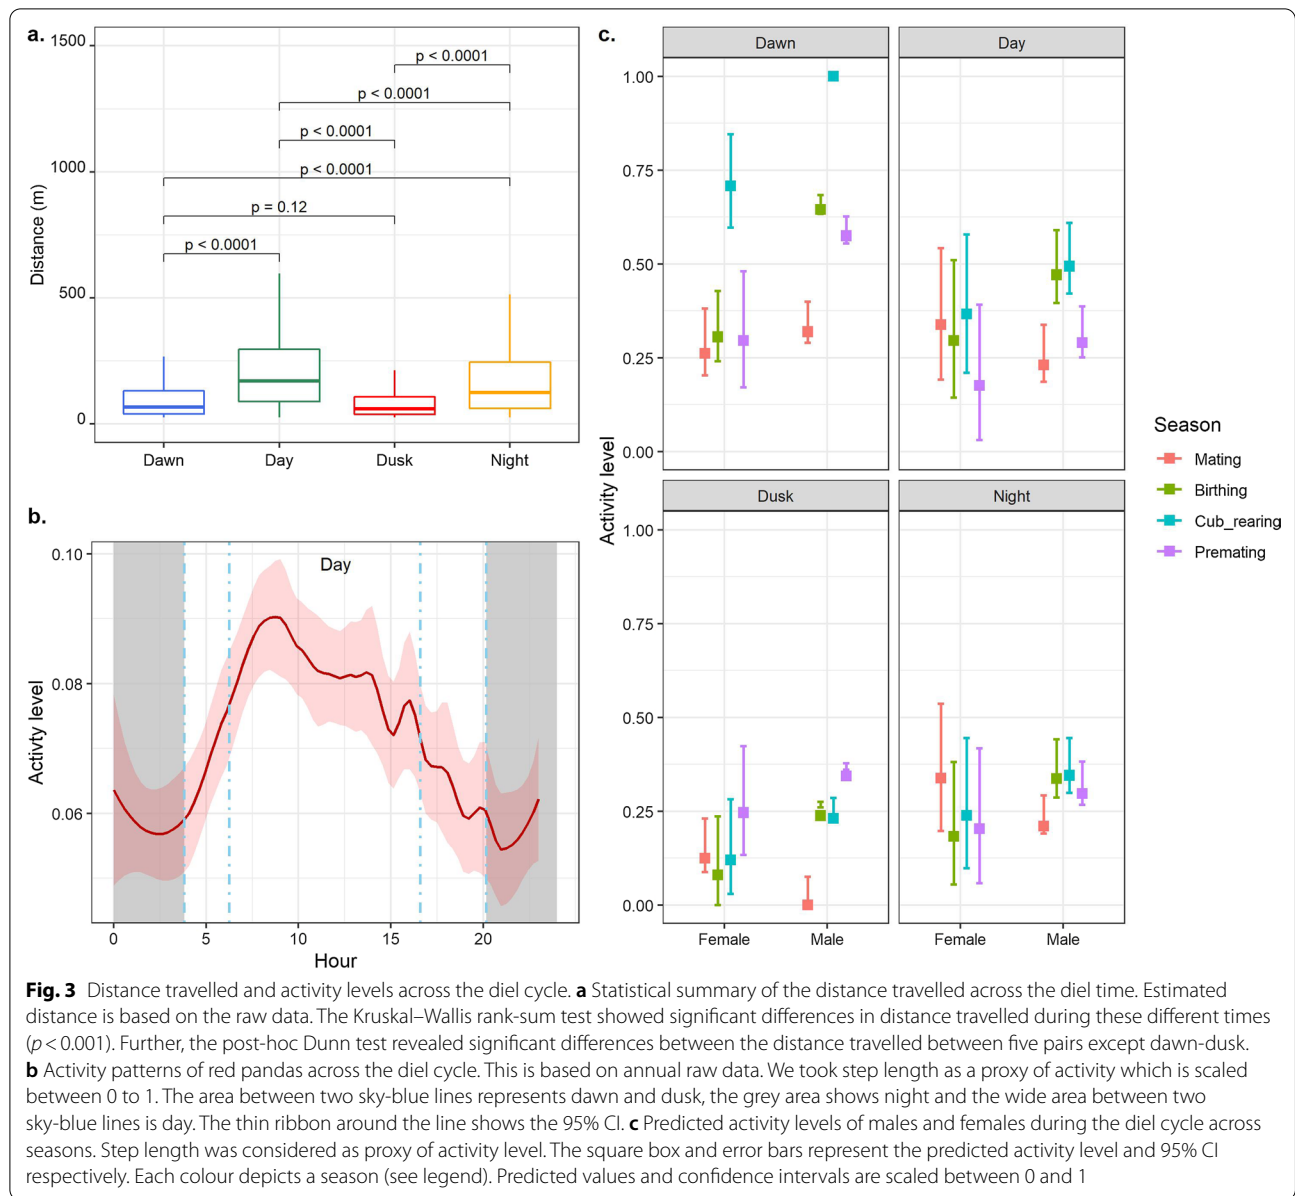 a.
1500
1000
500
0
Distance (m)
p < 0.0001
p < 0.0001
p < 0.0001
p < 0.0001
p = 0.12
p < 0.0001
Dawn Day Dusk Night
b.
0.10
0.08
0.06
Activty level
Day
0 5 10 15 20
Hour
c.
Dawn Day
1.00
0.75
0.50
0.25
0.00
Activity level
Dusk Night
1.00
0.75
0.50
0.25
0.00
Female Male Female Male
Season
Mating
Birthing
Cub_rearing
Premating
Fig. 3 Distance travelled and activity levels across the diel cycle. a Statistical summary of the distance travelled across the diel time. Estimated
distance is based on the raw data. The Kruskal–Wallis rank-sum test showed significant differences in distance travelled during these different times
(p < 0.001). Further, the post-hoc Dunn test revealed significant differences between the distance travelled between five pairs except dawn-dusk.
b Activity patterns of red pandas across the diel cycle. This is based on annual raw data. We took step length as a proxy of activity which is scaled
between 0 to 1. The area between two sky-blue lines represents dawn and dusk, the grey area shows night and the wide area between two
sky-blue lines is day. The thin ribbon around the line shows the 95% CI. c Predicted activity levels of males and females during the diel cycle across
seasons. Step length was considered as proxy of activity level. The square box and error bars represent the predicted activity level and 95% CI
respectively. Each colour depicts a season (see legend). Predicted values and confidence intervals are scaled between 0 and 1